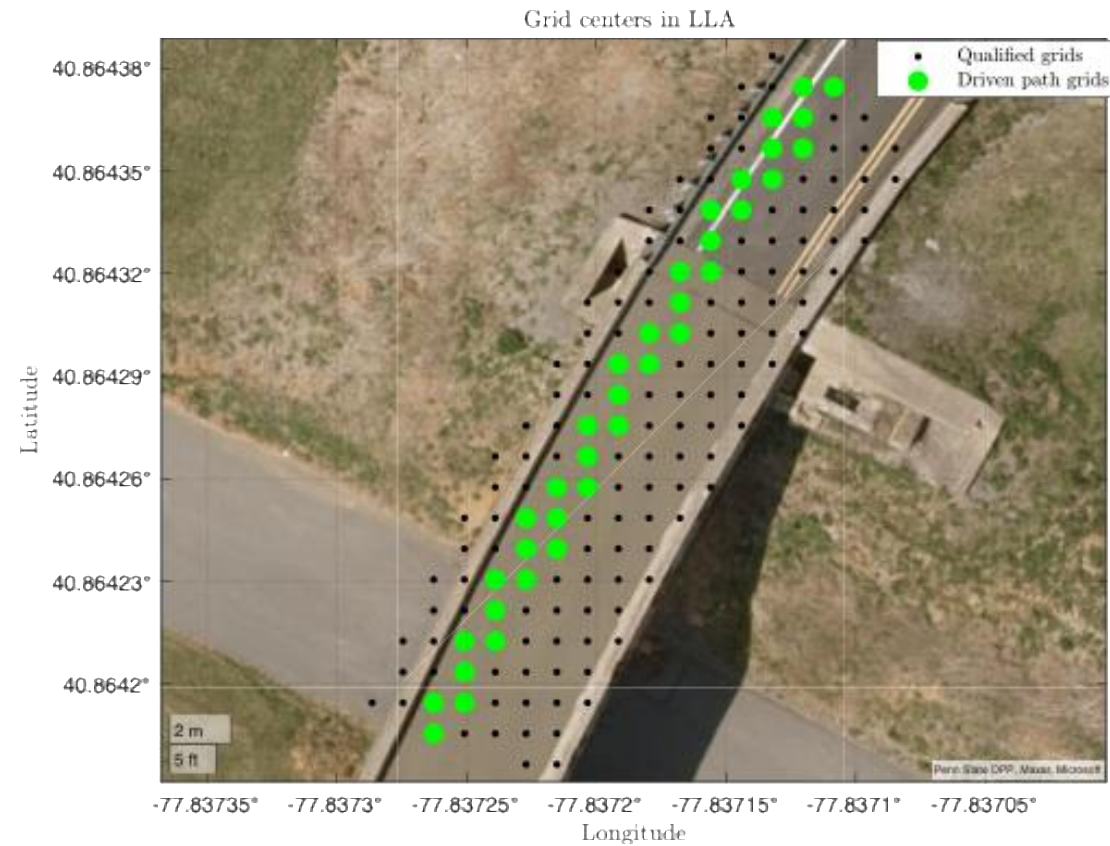 Grid centers in LLA
Qualified grids
Driven path grids
40.86438°
40.86435°
40.86432°
40.86429°
40.86426°
40.86423°
40.8642°
Latitude
2 m
5 ft
Penn State DPP, Maxar, Microsoft
-77.83735° -77.8373° -77.83725° -77.8372° -77.83715° -77.8371° -77.83705°
Longitude